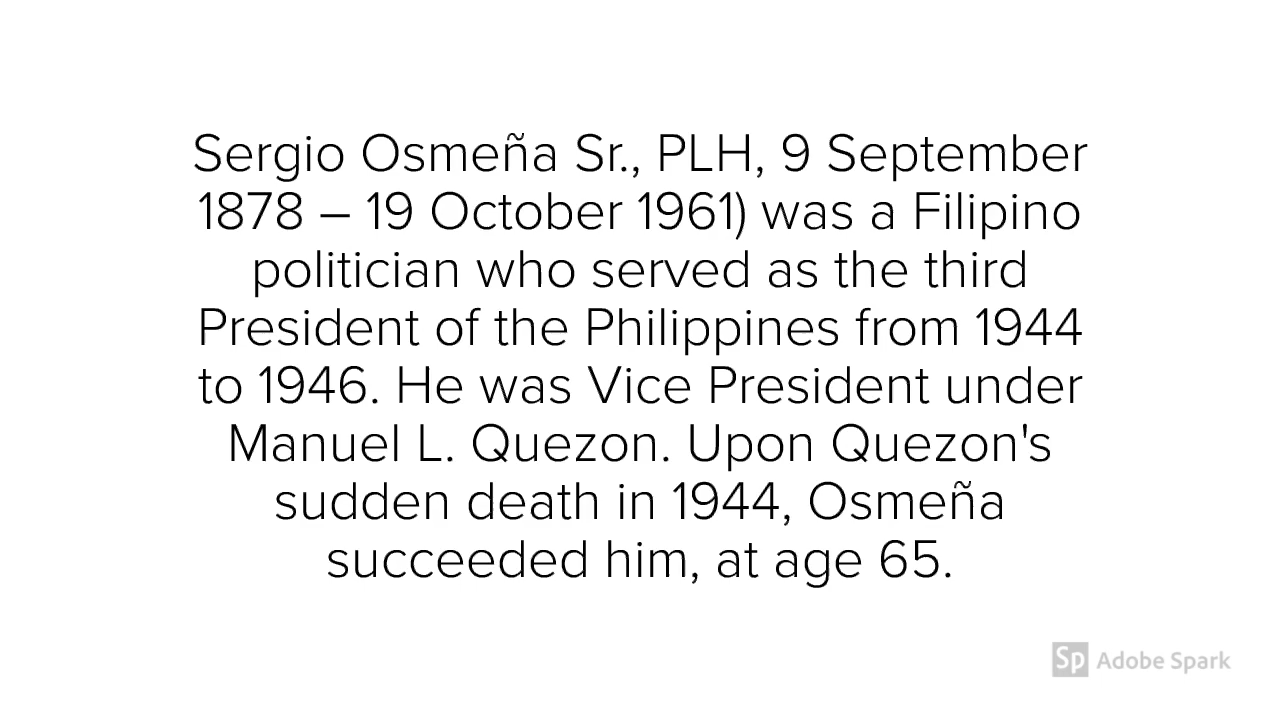 Sergio Osmeña Sr., PLH, 9 September
1878 – 19 October 1961) was a Filipino
politician who served as the third
President of the Philippines from 1944
to 1946. He was Vice President under
Manuel L. Quezon. Upon Quezon's
sudden death in 1944, Osmeña
succeeded him, at age 65.
Sp Adobe Spark